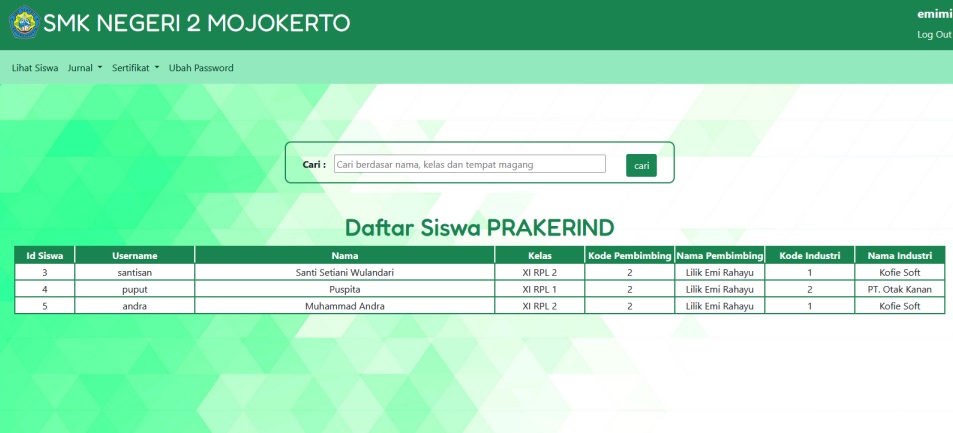 SMK NEGERI 2 MOJOKERTO
emimi
Log Out
Lihat Siswa Jurnal Sertifikat Ubah Password
Cari : Cari berdasar nama, kelas dan tempat magang cari
Daftar Siswa PRAKERIND
Id Siswa Username Nama Kelas Kode Pembimbing Nama Pembimbing Kode Industri Nama Industri
3 santisan Santi Setiani Wulandari XI RPL 2 2 Lilik Emi Rahayu 1 Kofie Soft
4 puput Puspita XI RPL 1 2 Lilik Emi Rahayu 2 PT. Otak Kanan
5 andra Muhammad Andra XI RPL 2 2 Lilik Emi Rahayu 1 Kofie Soft